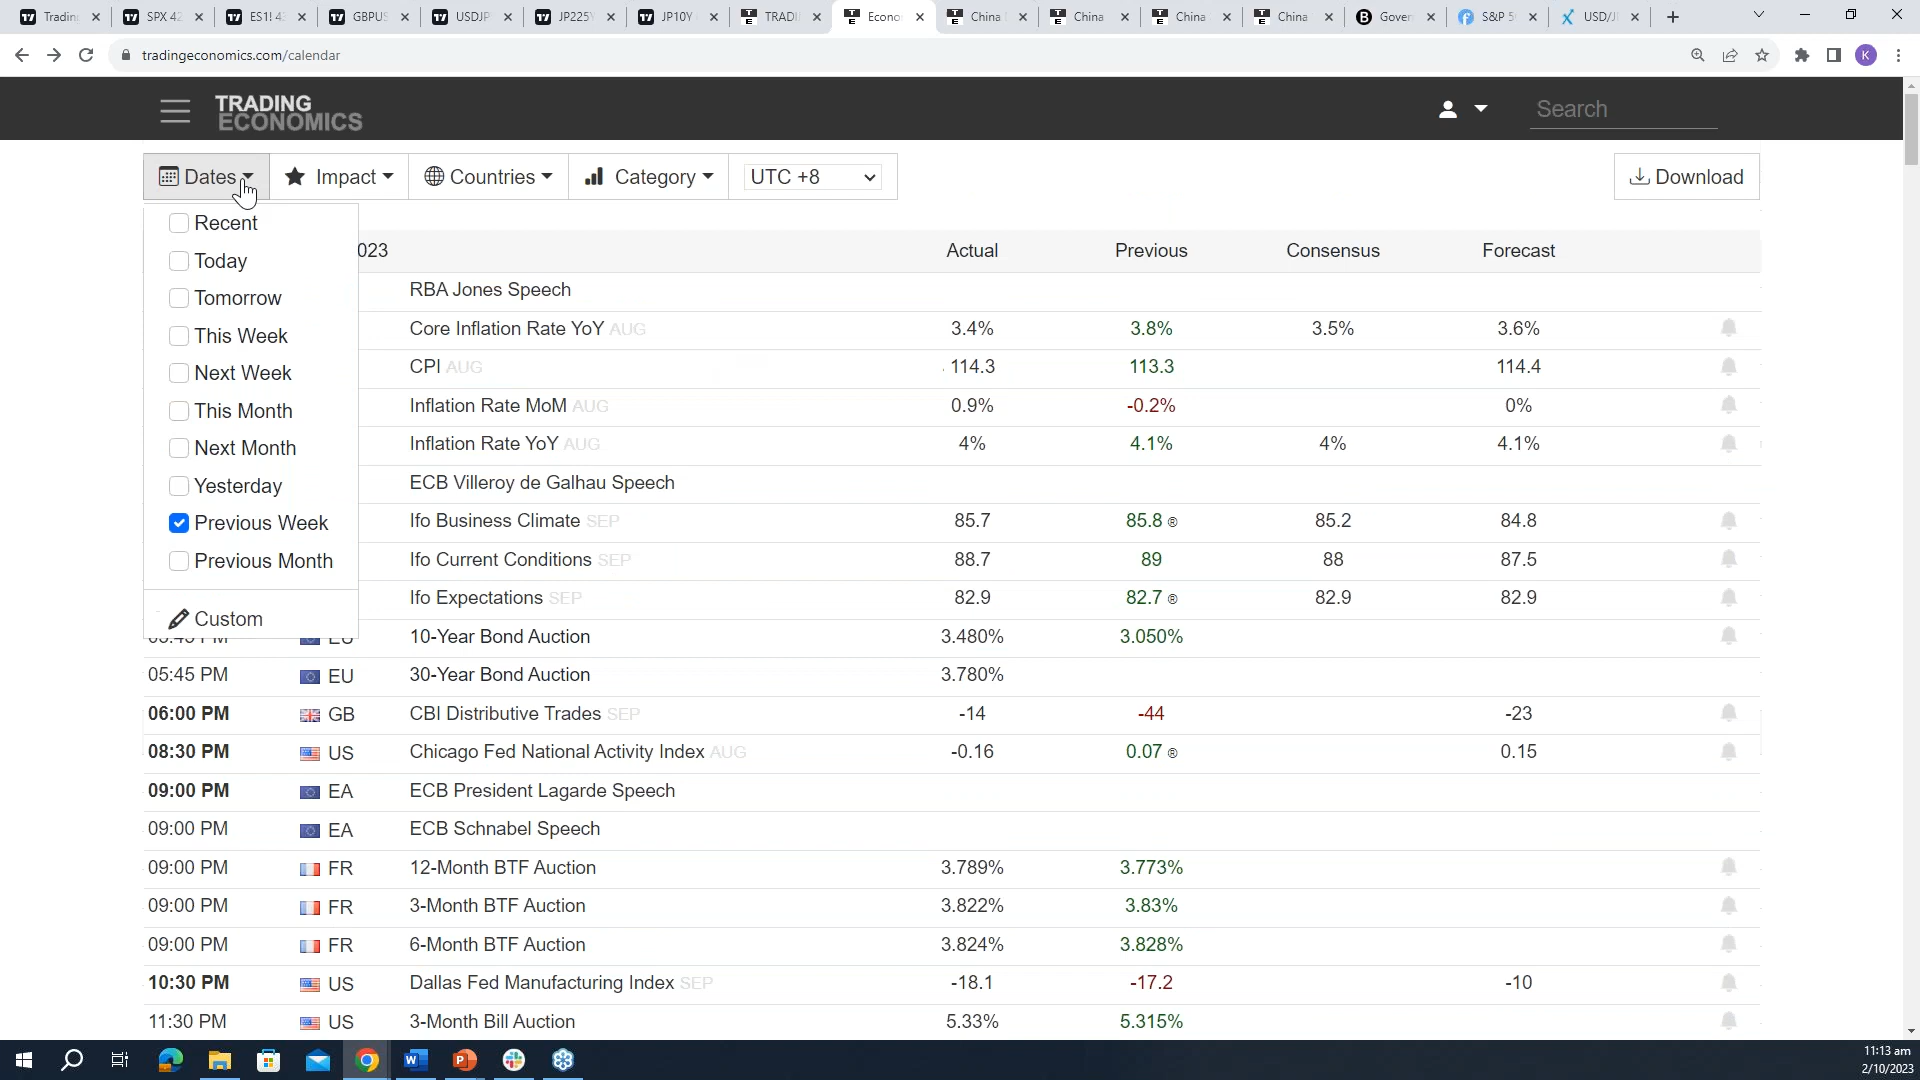 Trading
SPX 42
ES1! 42
GBPUS
USDJP
JP225
JP10Y
TRADI
Econo
China
China
China
China
Gover
S&P 5
USD/J
tradingeconomics.com/calendar
K
TRADING
ECONOMICS
Search
Dates
Impact
Countries
Category
UTC +8
Download
Recent
Today
Tomorrow
This Week
Next Week
This Month
Next Month
Yesterday
Previous Week
Previous Month
Custom
023 Actual Previous Consensus Forecast
RBA Jones Speech
Core Inflation Rate YoY AUG 3.4% 3.8% 3.5% 3.6%
CPI AUG 114.3 113.3 114.4
Inflation Rate MoM AUG 0.9% -0.2% 0%
Inflation Rate YoY AUG 4% 4.1% 4% 4.1%
ECB Villeroy de Galhau Speech
Ifo Business Climate SEP 85.7 85.8 ® 85.2 84.8
Ifo Current Conditions SEP 88.7 89 88 87.5
Ifo Expectations SEP 82.9 82.7 ® 82.9 82.9
05:45 PM EU 10-Year Bond Auction 3.480% 3.050%
05:45 PM EU 30-Year Bond Auction 3.780%
06:00 PM GB CBI Distributive Trades SEP -14 -44 -23
08:30 PM US Chicago Fed National Activity Index AUG -0.16 0.07 ® 0.15
09:00 PM EA ECB President Lagarde Speech
09:00 PM EA ECB Schnabel Speech
09:00 PM FR 12-Month BTF Auction 3.789% 3.773%
09:00 PM FR 3-Month BTF Auction 3.822% 3.83%
09:00 PM FR 6-Month BTF Auction 3.824% 3.828%
10:30 PM US Dallas Fed Manufacturing Index SEP -18.1 -17.2 -10
11:30 PM US 3-Month Bill Auction 5.33% 5.315%
11:13 am
2/10/2023